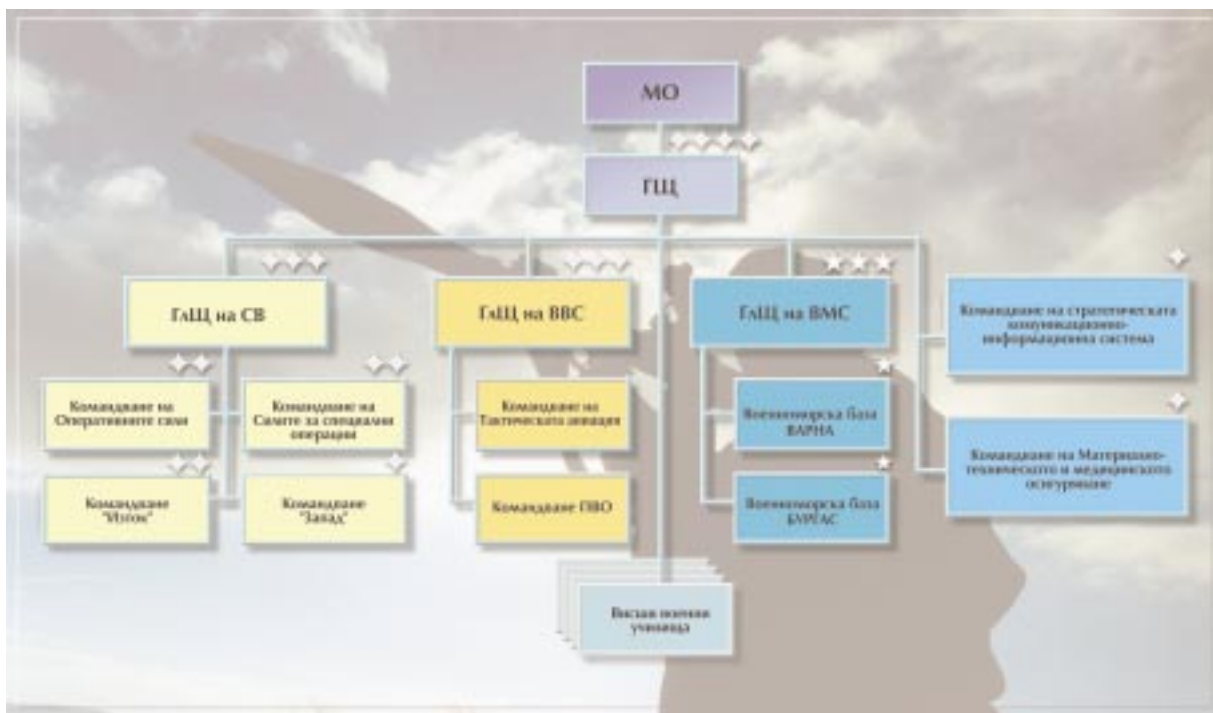 МО
ГЩ
ГлЩ на СВ
ГлЩ на ВВС
ГлЩ на ВМС
Командване на стратегическата
комуникационно-
информационна система
Командване на
Оперативните сили
Командване на
Силите за специални
операции
Командване на
Тактическата авиация
Военноморска база
ВАРНА
Командване на Материално-
техническото и медицинското
осигуряване
Командване
"Изток"
Командване
"Запад"
Командване ПВО
Военноморска база
БУРГАС
Висши военни
училища